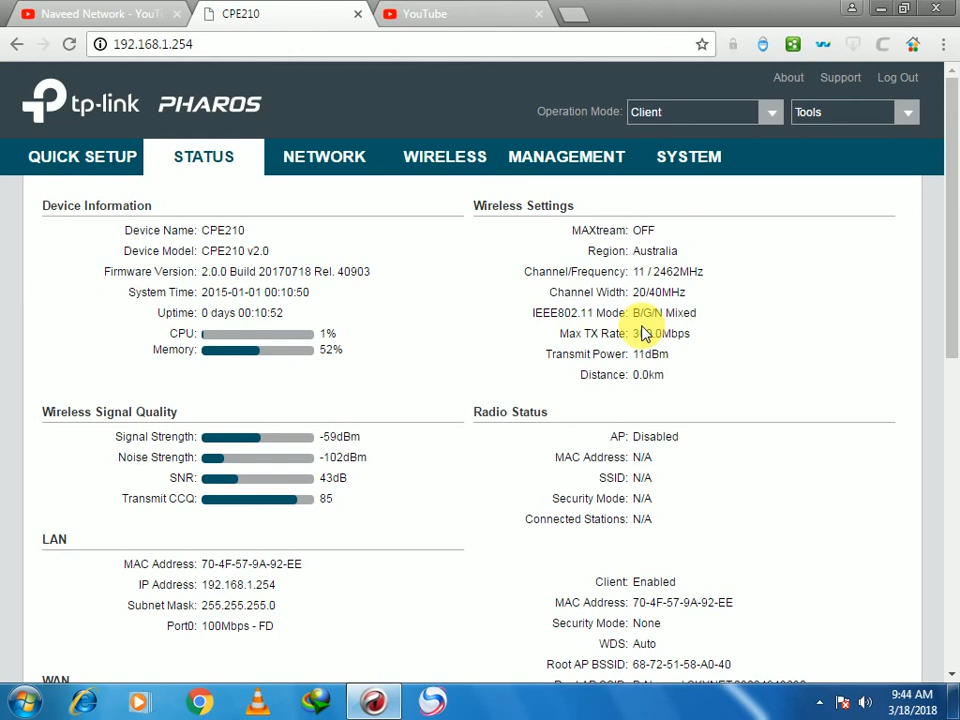 Naveed Network - YouT
CPE210
YouTube
192.168.1.254
tp-link PHAROS
About Support Log Out
Operation Mode: Client Tools
QUICK SETUP STATUS NETWORK WIRELESS MANAGEMENT SYSTEM
Device Information
Device Name: CPE210
Device Model: CPE210 v2.0
Firmware Version: 2.0.0 Build 20170718 Rel. 40903
System Time: 2015-01-01 00:10:50
Uptime: 0 days 00:10:52
CPU: 1%
Memory: 52%
Wireless Settings
MAXtream: OFF
Region: Australia
Channel/Frequency: 11 / 2462MHz
Channel Width: 20/40MHz
IEEE802.11 Mode: B/G/N Mixed
Max TX Rate:
Transmit Power: 11dBm
Distance: 0.0km
Wireless Signal Quality
Signal Strength: -59dBm
Noise Strength: -102dBm
SNR: 43dB
Transmit CCQ: 85
Radio Status
AP: Disabled
MAC Address: N/A
SSID: N/A
Security Mode: N/A
Connected Stations: N/A
LAN
MAC Address: 70-4F-57-9A-92-EE
IP Address: 192.168.1.254
Subnet Mask: 255.255.255.0
Port0: 100Mbps - FD
Client: Enabled
MAC Address: 70-4F-57-9A-92-EE
Security Mode: None
WDS: Auto
Root AP BSSID: 68-72-51-58-A0-40
WAN
9:44 AM
3/18/2018